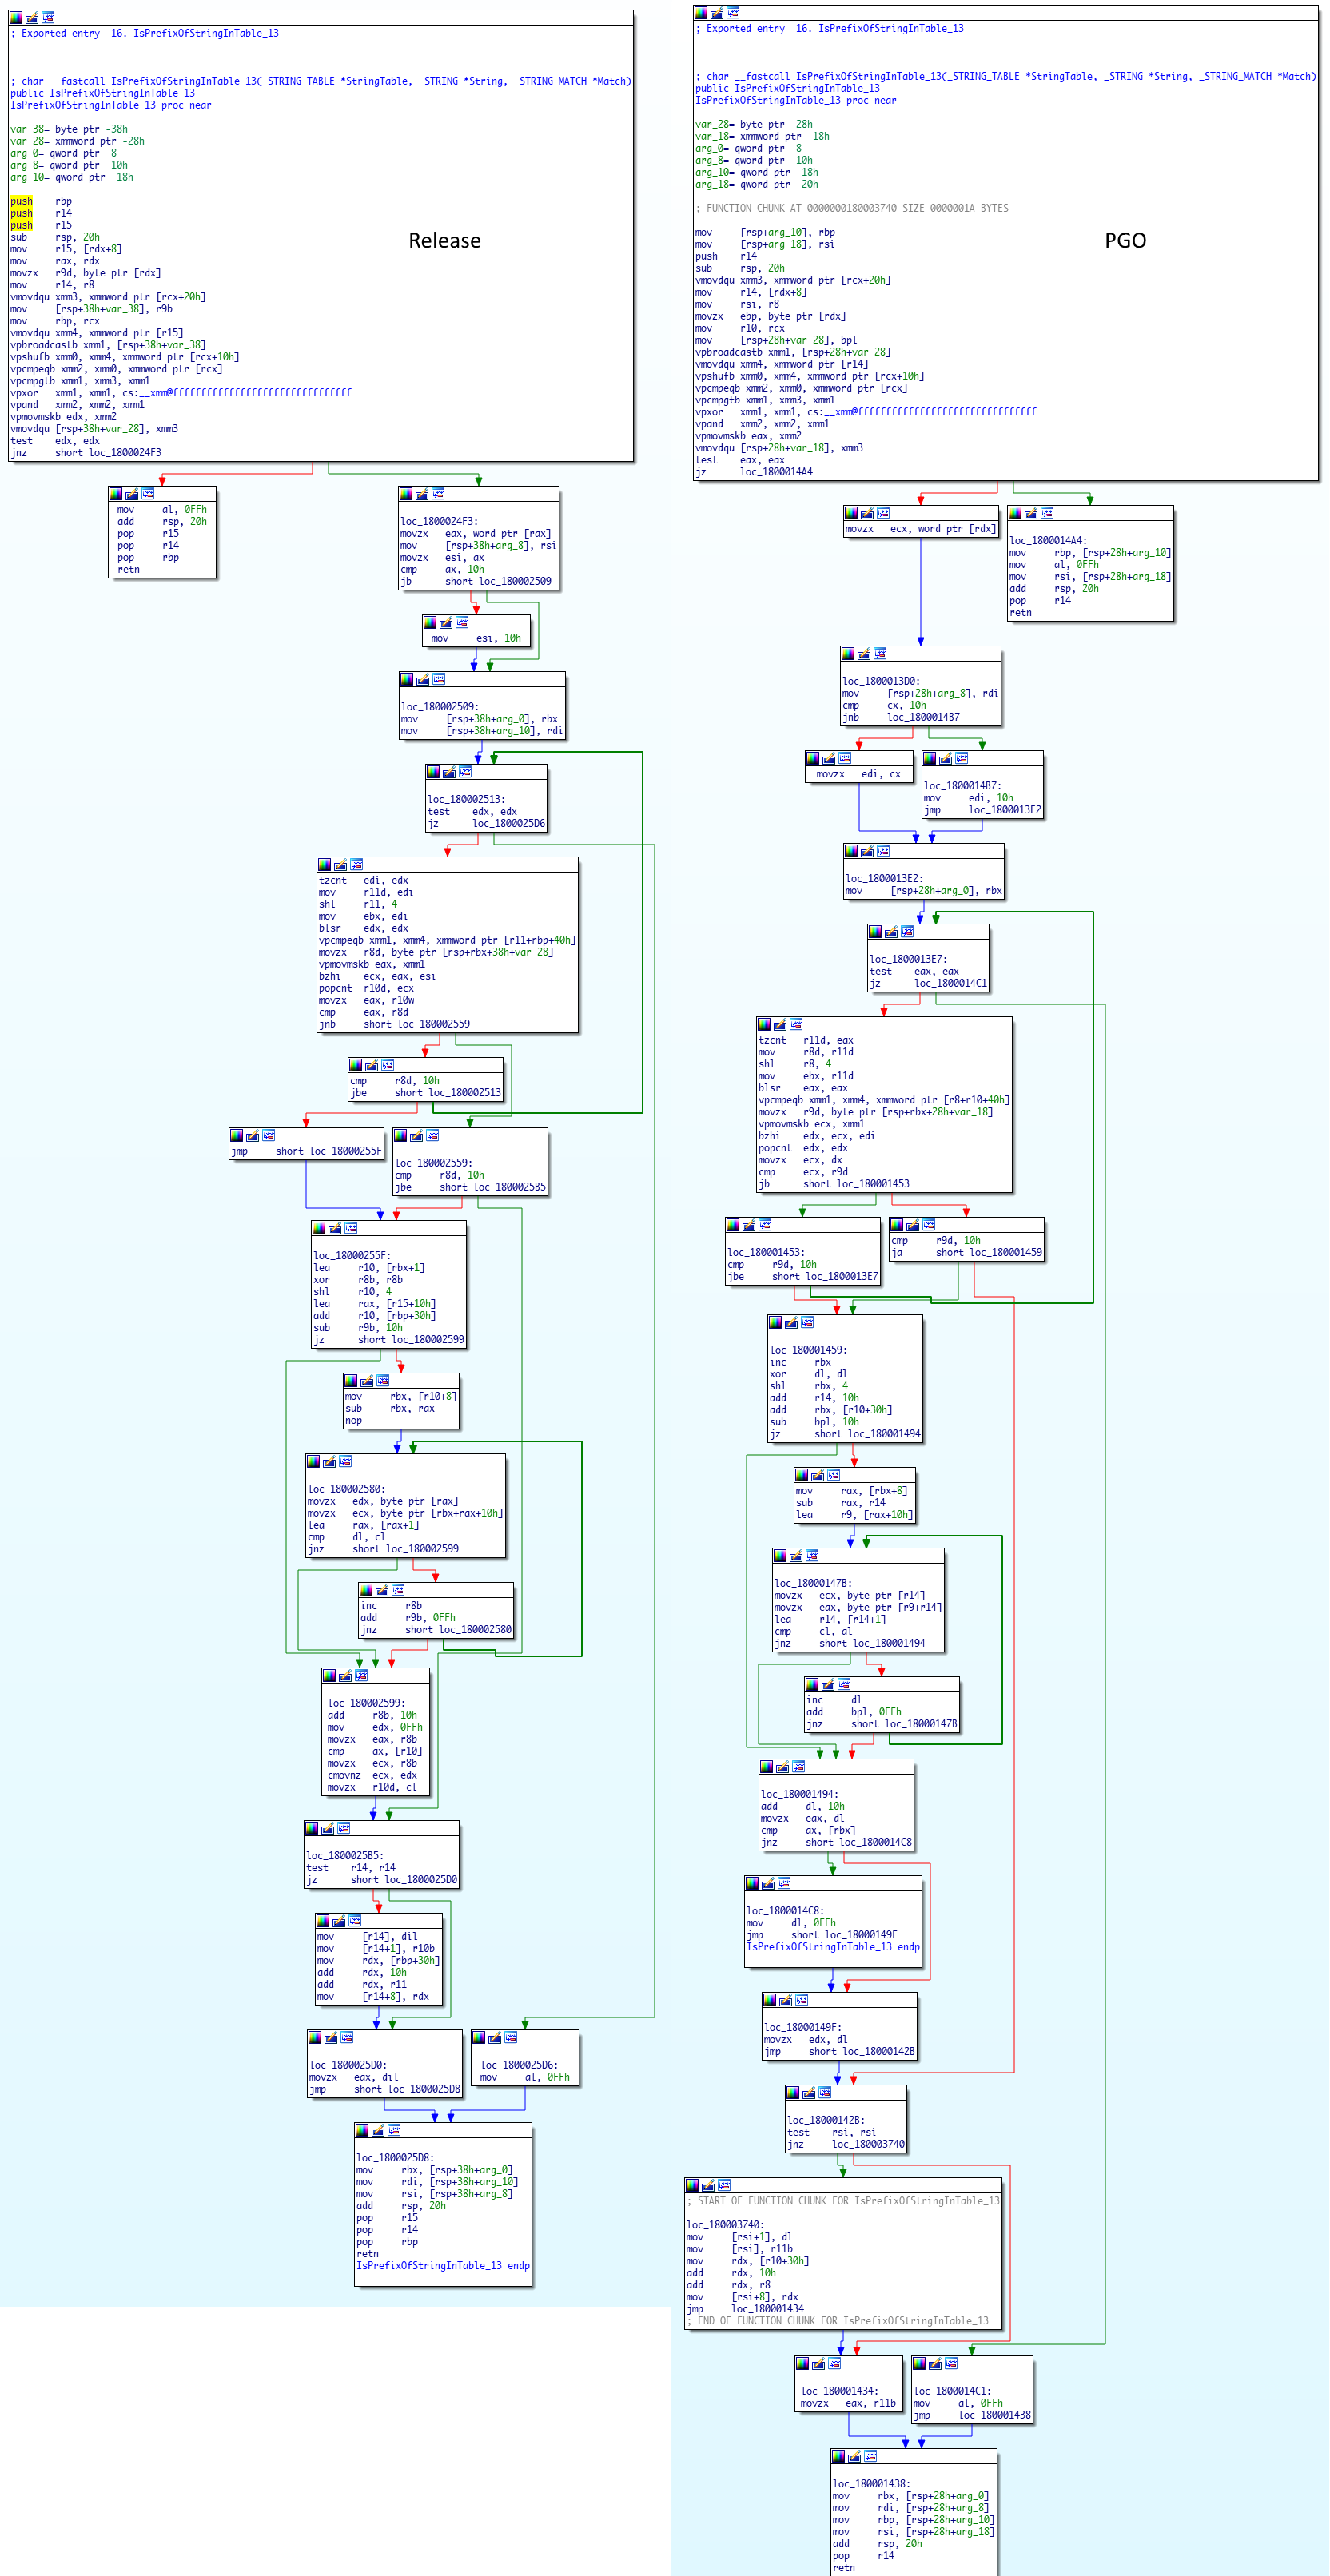 ; Exported entry  16. IsPrefixOfStringInTable_13
; char __fastcall IsPrefixOfStringInTable_13(_STRING_TABLE *StringTable, _STRING *String, _STRING_MATCH *Match)
public IsPrefixOfStringInTable_13
IsPrefixOfStringInTable_13 proc near
var_38= byte ptr -38h
var_28= xmmword ptr -28h
arg_0= qword ptr  8
arg_8= qword ptr  10h
arg_10= qword ptr  18h
push    rbp
push    r14
push    r15
sub     rsp, 20h
mov     r15, [rdx+8]
mov     rax, rdx
movzx   r9d, byte ptr [rdx]
mov     r14, r8
vmovdqu xmm3, xmmword ptr [rcx+20h]
mov     [rsp+38h+var_38], r9b
mov     rbp, rcx
vmovdqu xmm4, xmmword ptr [r15]
vpbroadcastb xmm1, [rsp+38h+var_38]
vpshufb xmm0, xmm4, xmmword ptr [rcx+10h]
vpcmpeqb xmm2, xmm0, xmmword ptr [rcx]
vpcmpgtb xmm1, xmm3, xmm1
vpxor   xmm1, xmm1, cs:__xmm@ffffffffffffffffffffffffffffffff
vpand   xmm2, xmm2, xmm1
vpmovmskb edx, xmm2
vmovdqu [rsp+38h+var_28], xmm3
test    edx, edx
jnz     short loc_1800024F3
Release
mov     al, 0FFh
add     rsp, 20h
pop     r15
pop     r14
pop     rbp
retn
loc_1800024F3:
movzx   eax, word ptr [rax]
mov     [rsp+38h+arg_8], rsi
movzx   esi, ax
cmp     ax, 10h
jb      short loc_180002509
mov     esi, 10h
loc_180002509:
mov     [rsp+38h+arg_0], rbx
mov     [rsp+38h+arg_10], rdi
loc_180002513:
test    edx, edx
jz      loc_1800025D6
tzcnt   edi, edx
mov     r11d, edi
shl     r11, 4
mov     ebx, edi
blsr    edx, edx
vpcmpeqb xmm1, xmm4, xmmword ptr [r11+rbp+40h]
movzx   r8d, byte ptr [rsp+rbx+38h+var_28]
vpmovmskb eax, xmm1
bzhi    ecx, eax, esi
popcnt  r10d, ecx
movzx   eax, r10w
cmp     eax, r8d
jnb     short loc_180002559
cmp     r8d, 10h
jbe     short loc_180002513
jmp     short loc_18000255F
loc_180002559:
cmp     r8d, 10h
jbe     short loc_1800025B5
loc_18000255F:
lea     r10, [rbx+1]
xor     r8b, r8b
shl     r10, 4
lea     rax, [r15+10h]
add     r10, [rbp+30h]
sub     r9b, 10h
jz      short loc_180002599
mov     rbx, [r10+8]
sub     rbx, rax
nop
loc_180002580:
movzx   edx, byte ptr [rax]
movzx   ecx, byte ptr [rbx+rax+10h]
lea     rax, [rax+1]
cmp     dl, cl
jnz     short loc_180002599
inc     r8b
add     r9b, 0FFh
jnz     short loc_180002580
loc_180002599:
add     r8b, 10h
mov     edx, 0FFh
movzx   eax, r8b
cmp     ax, [r10]
movzx   ecx, r8b
cmovnz  ecx, edx
movzx   r10d, cl
loc_1800025B5:
test    r14, r14
jz      short loc_1800025D0
mov     [r14], dil
mov     [r14+1], r10b
mov     rdx, [rbp+30h]
add     rdx, 10h
add     rdx, r11
mov     [r14+8], rdx
loc_1800025D0:
movzx   eax, dil
jmp     short loc_1800025D8
loc_1800025D6:
mov     al, 0FFh
loc_1800025D8:
mov     rbx, [rsp+38h+arg_0]
mov     rdi, [rsp+38h+arg_10]
mov     rsi, [rsp+38h+arg_8]
add     rsp, 20h
pop     r15
pop     r14
pop     rbp
retn
IsPrefixOfStringInTable_13 endp
; Exported entry  16. IsPrefixOfStringInTable_13
; char __fastcall IsPrefixOfStringInTable_13(_STRING_TABLE *StringTable, _STRING *String, _STRING_MATCH *Match)
public IsPrefixOfStringInTable_13
IsPrefixOfStringInTable_13 proc near
var_28= byte ptr -28h
var_18= xmmword ptr -18h
arg_0= qword ptr  8
arg_8= qword ptr  10h
arg_10= qword ptr  18h
arg_18= qword ptr  20h
; FUNCTION CHUNK AT 0000000180003740 SIZE 0000001A BYTES
mov     [rsp+arg_10], rbp
mov     [rsp+arg_18], rsi
push    r14
sub     rsp, 20h
vmovdqu xmm3, xmmword ptr [rcx+20h]
mov     r14, [rdx+8]
mov     rsi, r8
movzx   ebp, byte ptr [rdx]
mov     r10, rcx
mov     [rsp+28h+var_28], bpl
vpbroadcastb xmm1, [rsp+28h+var_28]
vmovdqu xmm4, xmmword ptr [r14]
vpshufb xmm0, xmm4, xmmword ptr [rcx+10h]
vpcmpeqb xmm2, xmm0, xmmword ptr [rcx]
vpcmpgtb xmm1, xmm3, xmm1
vpxor   xmm1, xmm1, cs:__xmm@ffffffffffffffffffffffffffffffff
vpand   xmm2, xmm2, xmm1
vpmovmskb eax, xmm2
vmovdqu [rsp+28h+var_18], xmm3
test    eax, eax
jz      loc_1800014A4
PGO
movzx   ecx, word ptr [rdx]
loc_1800014A4:
mov     rbp, [rsp+28h+arg_10]
mov     al, 0FFh
mov     rsi, [rsp+28h+arg_18]
add     rsp, 20h
pop     r14
retn
loc_1800013D0:
mov     [rsp+28h+arg_8], rdi
cmp     cx, 10h
jnb     loc_1800014B7
movzx   edi, cx
loc_1800014B7:
mov     edi, 10h
jmp     loc_1800013E2
loc_1800013E2:
mov     [rsp+28h+arg_0], rbx
loc_1800013E7:
test    eax, eax
jz      loc_1800014C1
tzcnt   r11d, eax
mov     r8d, r11d
shl     r8, 4
mov     ebx, r11d
blsr    eax, eax
vpcmpeqb xmm1, xmm4, xmmword ptr [r8+r10+40h]
movzx   r9d, byte ptr [rsp+rbx+28h+var_18]
vpmovmskb ecx, xmm1
bzhi    edx, ecx, edi
popcnt  edx, edx
movzx   ecx, dx
cmp     ecx, r9d
jb      short loc_180001453
loc_180001453:
cmp     r9d, 10h
jbe     short loc_1800013E7
cmp     r9d, 10h
ja      short loc_180001459
loc_180001459:
inc     rbx
xor     dl, dl
shl     rbx, 4
add     r14, 10h
add     rbx, [r10+30h]
sub     bpl, 10h
jz      short loc_180001494
mov     rax, [rbx+8]
sub     rax, r14
lea     r9, [rax+10h]
loc_18000147B:
movzx   ecx, byte ptr [r14]
movzx   eax, byte ptr [r9+r14]
lea     r14, [r14+1]
cmp     cl, al
jnz     short loc_180001494
inc     dl
add     bpl, 0FFh
jnz     short loc_18000147B
loc_180001494:
add     dl, 10h
movzx   eax, dl
cmp     ax, [rbx]
jnz     short loc_1800014C8
loc_1800014C8:
mov     dl, 0FFh
jmp     short loc_18000149F
IsPrefixOfStringInTable_13 endp
loc_18000149F:
movzx   edx, dl
jmp     short loc_18000142B
loc_18000142B:
test    rsi, rsi
jnz     loc_180003740
; START OF FUNCTION CHUNK FOR IsPrefixOfStringInTable_13
loc_180003740:
mov     [rsi+1], dl
mov     [rsi], r11b
mov     rdx, [r10+30h]
add     rdx, 10h
add     rdx, r8
mov     [rsi+8], rdx
jmp     loc_180001434
; END OF FUNCTION CHUNK FOR IsPrefixOfStringInTable_13
loc_180001434:
movzx   eax, r11b
loc_1800014C1:
mov     al, 0FFh
jmp     loc_180001438
loc_180001438:
mov     rbx, [rsp+28h+arg_0]
mov     rdi, [rsp+28h+arg_8]
mov     rbp, [rsp+28h+arg_10]
mov     rsi, [rsp+28h+arg_18]
add     rsp, 20h
pop     r14
retn